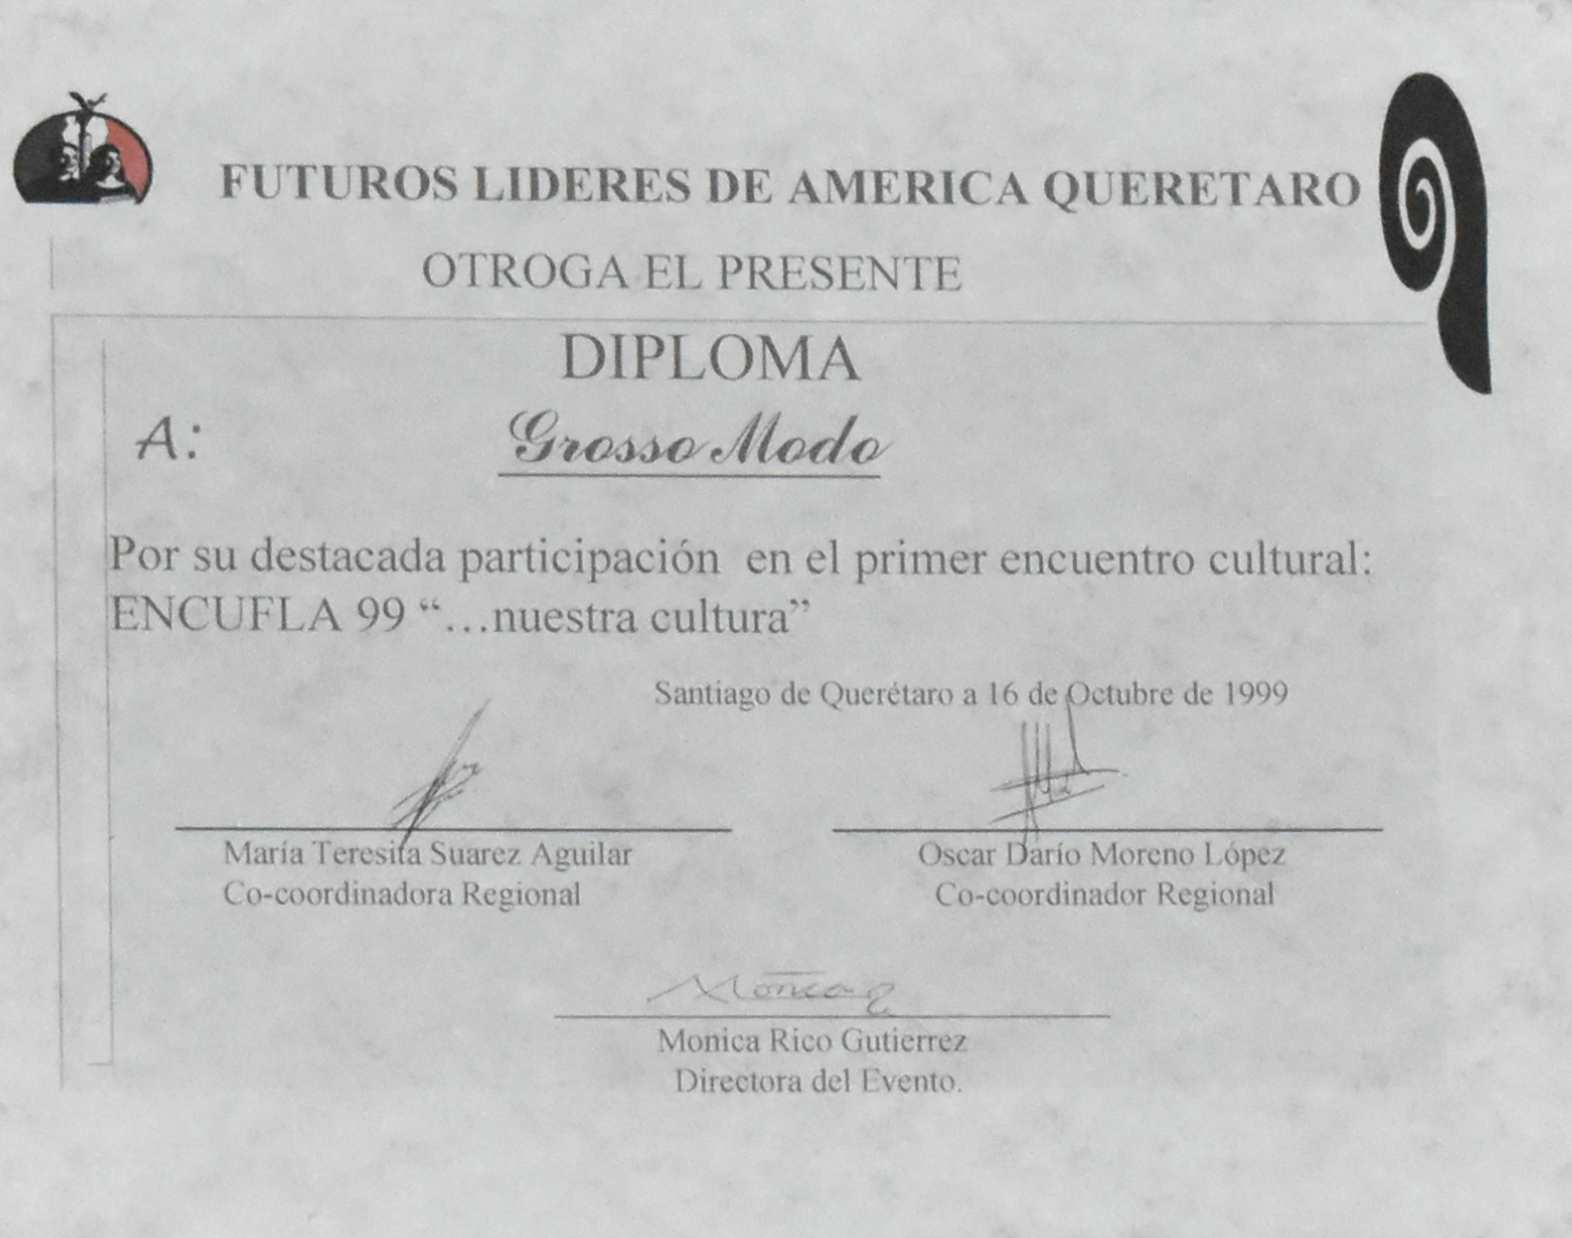 FUTUROS LIDERES DE AMERICA QUERETARO
OTROGA EL PRESENTE
DIPLOMA
A: Grosso Modo
Por su destacada participación en el primer encuentro cultural:
ENCUFLA 99 “...nuestra cultura”
Santiago de Querétaro a 16 de Octubre de 1999
María Teresita Suarez Aguilar
Co-coordinadora Regional
Oscar Darío Moreno López
Co-coordinador Regional
Monica Rico Gutierrez
Directora del Evento.